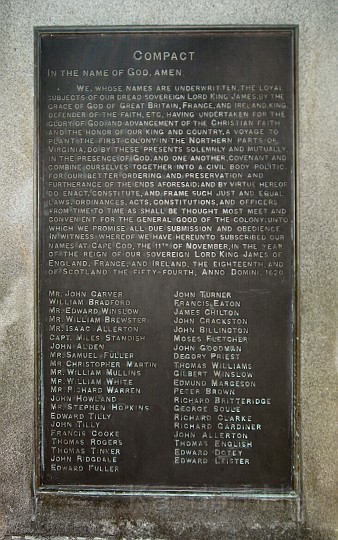 COMPACT
IN THE NAME OF GOD, AMEN.
WE, WHOSE NAMES ARE UNDERWRITTEN, THE LOYAL
SUBJECTS OF OUR DREAD SOVEREIGN LORD KING JAMES, BY THE
GRACE OF GOD OF GREAT BRITAIN, FRANCE, AND IRELAND, KING,
DEFENDER OF THE FAITH, ETC, HAVING UNDERTAKEN FOR THE
GLORY OF GOD, AND ADVANCEMENT OF THE CHRISTIAN FAITH
AND THE HONOR OF OUR KING AND COUNTRY, A VOYAGE TO
PLANT THE FIRST COLONY IN THE NORTHERN PARTS OF
VIRGINIA, DO BY THESE PRESENTS SOLEMNLY AND MUTUALLY,
IN THE PRESENCE OF GOD, AND ONE ANOTHER, COVENANT AND
COMBINE OURSELVES TOGETHER INTO A CIVIL BODY POLITIC,
FOR OUR BETTER ORDERING AND PRESERVATION AND
FURTHERANCE OF THE ENDS AFORESAID; AND BY VIRTUE HEREOF
DO ENACT, CONSTITUTE, AND FRAME SUCH JUST AND EQUAL
LAWS, ORDINANCES, ACTS, CONSTITUTIONS, AND OFFICERS
FROM TIME TO TIME AS SHALL BE THOUGHT MOST MEET AND
CONVENIENT FOR THE GENERAL GOOD OF THE COLONY; UNTO
WHICH WE PROMISE ALL DUE SUBMISSION AND OBEDIENCE
IN WITNESS WHEREOF WE HAVE HEREUNTO SUBSCRIBED OUR
NAMES AT CAPE COD, THE 11TH OF NOVEMBER, IN THE YEAR
OF THE REIGN OF OUR SOVEREIGN LORD KING JAMES OF
ENGLAND, FRANCE, AND IRELAND, THE EIGHTEENTH, AND
OF SCOTLAND THE FIFTY-FOURTH, ANNO DOMINI, 1620
MR. JOHN CARVER
WILLIAM BRADFORD
MR. EDWARD WINSLOW
MR. WILLIAM BREWSTER
MR. ISAAC ALLERTON
CAPT. MILES STANDISH
JOHN ALDEN
MR. SAMUEL FULLER
MR. CHRISTOPHER MARTIN
MR. WILLIAM MULLINS
MR. WILLIAM WHITE
MR. RICHARD WARREN
JOHN HOWLAND
MR. STEPHEN HOPKINS
EDWARD TILLY
JOHN TILLY
FRANCIS COOKE
THOMAS ROGERS
THOMAS TINKER
JOHN RIDGDALE
EDWARD FULLER
JOHN TURNER
FRANCIS EATON
JAMES CHILTON
JOHN CRACKSTON
JOHN BILLINGTON
MOSES FLETCHER
JOHN GOODMAN
DEGORY PRIEST
THOMAS WILLIAMS
GILBERT WINSLOW
EDMUND MARGESON
PETER BROWN
RICHARD BRITTERIDGE
GEORGE SOULE
RICHARD CLARKE
RICHARD GARDINER
JOHN ALLERTON
THOMAS ENGLISH
EDWARD DOTEY
EDWARD LEISTER